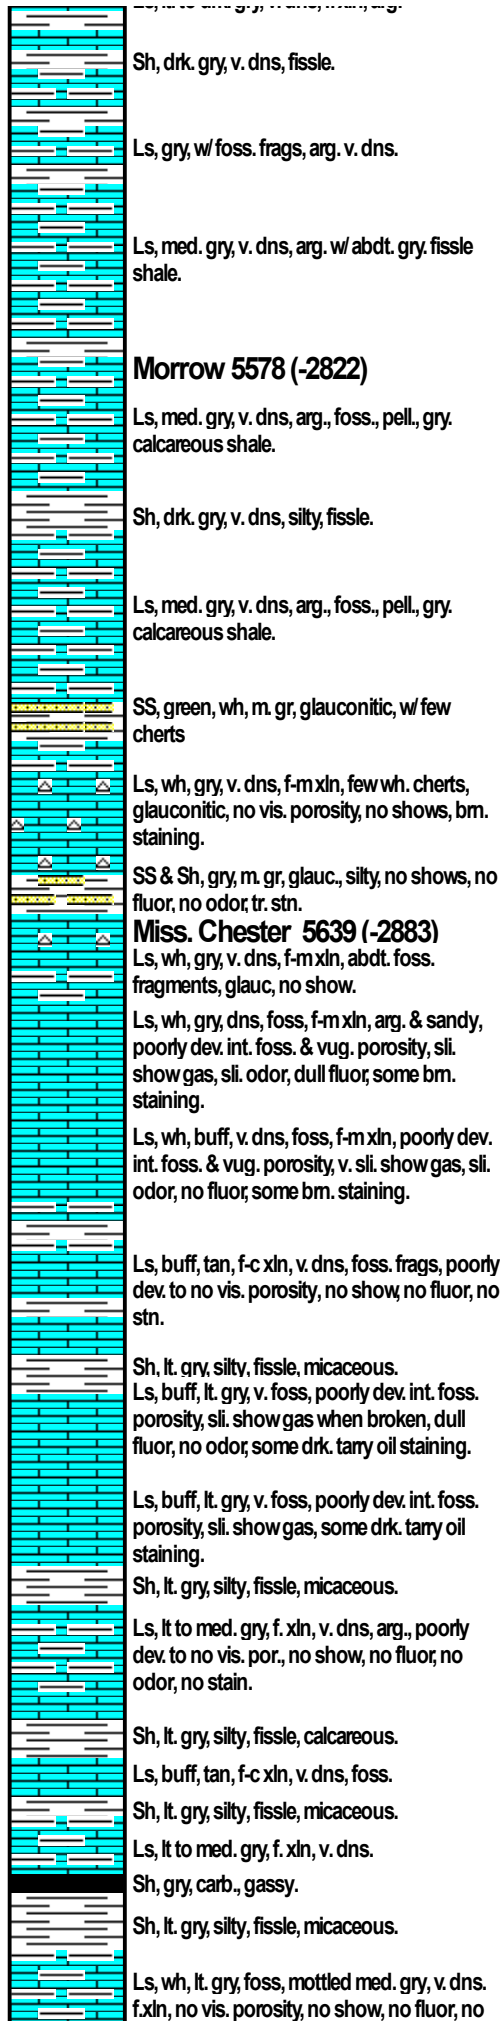 Sh, drk. gry, v. dns, fissle.
Ls, gry, w/ foss. frags, arg. v. dns.
Ls, med. gry, v. dns, arg. w/ abdt. gry. fissle
shale.
Morrow 5578 (-2822)
Ls, med. gry, v. dns, arg., foss., pell., gry.
calcareous shale.
Sh, drk. gry, v. dns, silty, fissle.
Ls, med. gry, v. dns, arg., foss., pell., gry.
calcareous shale.
SS, green, wh, m. gr, glauconitic, w/ few
cherts
Ls, wh, gry, v. dns, f-m xln, few wh. cherts,
glauconitic, no vis. porosity, no shows, brn.
staining.
SS & Sh, gry, m. gr, glauc., silty, no shows, no
fluor, no odor, tr. stn.
Miss. Chester 5639 (-2883)
Ls, wh, gry, v. dns, f-m xln, abdt. foss.
fragments, glauc, no show.
Ls, wh, gry, dns, foss, f-m xln, arg. & sandy,
poorly dev. int. foss. & vug. porosity, sli.
show gas, sli. odor, dull fluor, some brn.
staining.
Ls, wh, buff, v. dns, foss, f-m xln, poorly dev.
int. foss. & vug. porosity, v. sli. show gas, sli.
odor, no fluor, some brn. staining.
Ls, buff, tan, f-c xln, v. dns, foss. frags, poorly
dev. to no vis. porosity, no show, no fluor, no
stn.
Sh, lt. gry, silty, fissle, micaceous.
Ls, buff, lt. gry, v. foss, poorly dev. int. foss.
porosity, sli. show gas when broken, dull
fluor, no odor, some drk. tarry oil staining.
Ls, buff, lt. gry, v. foss, poorly dev. int. foss.
porosity, sli. show gas, some drk. tarry oil
staining.
Sh, lt. gry, silty, fissle, micaceous.
Ls, lt to med. gry, f. xln, v. dns, arg., poorly
dev. to no vis. por., no show, no fluor, no
odor, no stain.
Sh, lt. gry, silty, fissle, calcareous.
Ls, buff, tan, f-c xln, v. dns, foss.
Sh, lt. gry, silty, fissle, micaceous.
Ls, lt to med. gry, f. xln, v. dns.
Sh, gry, carb., gassy.
Sh, lt. gry, silty, fissle, micaceous.
Ls, wh, lt. gry, foss, mottled med. gry, v. dns.
f.xln, no vis. porosity, no show, no fluor, no